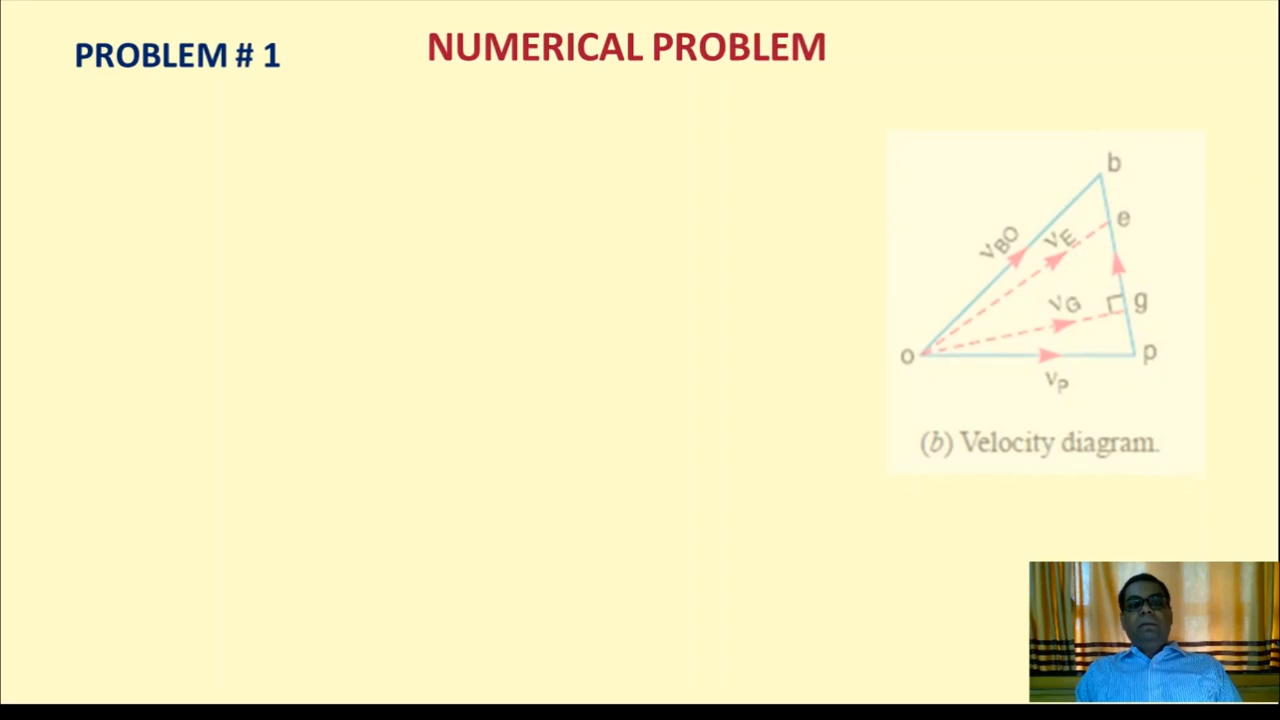 PROBLEM # 1
NUMERICAL PROBLEM
b
e
vBO
vE
vG
g
o
p
vP
(b) Velocity diagram.